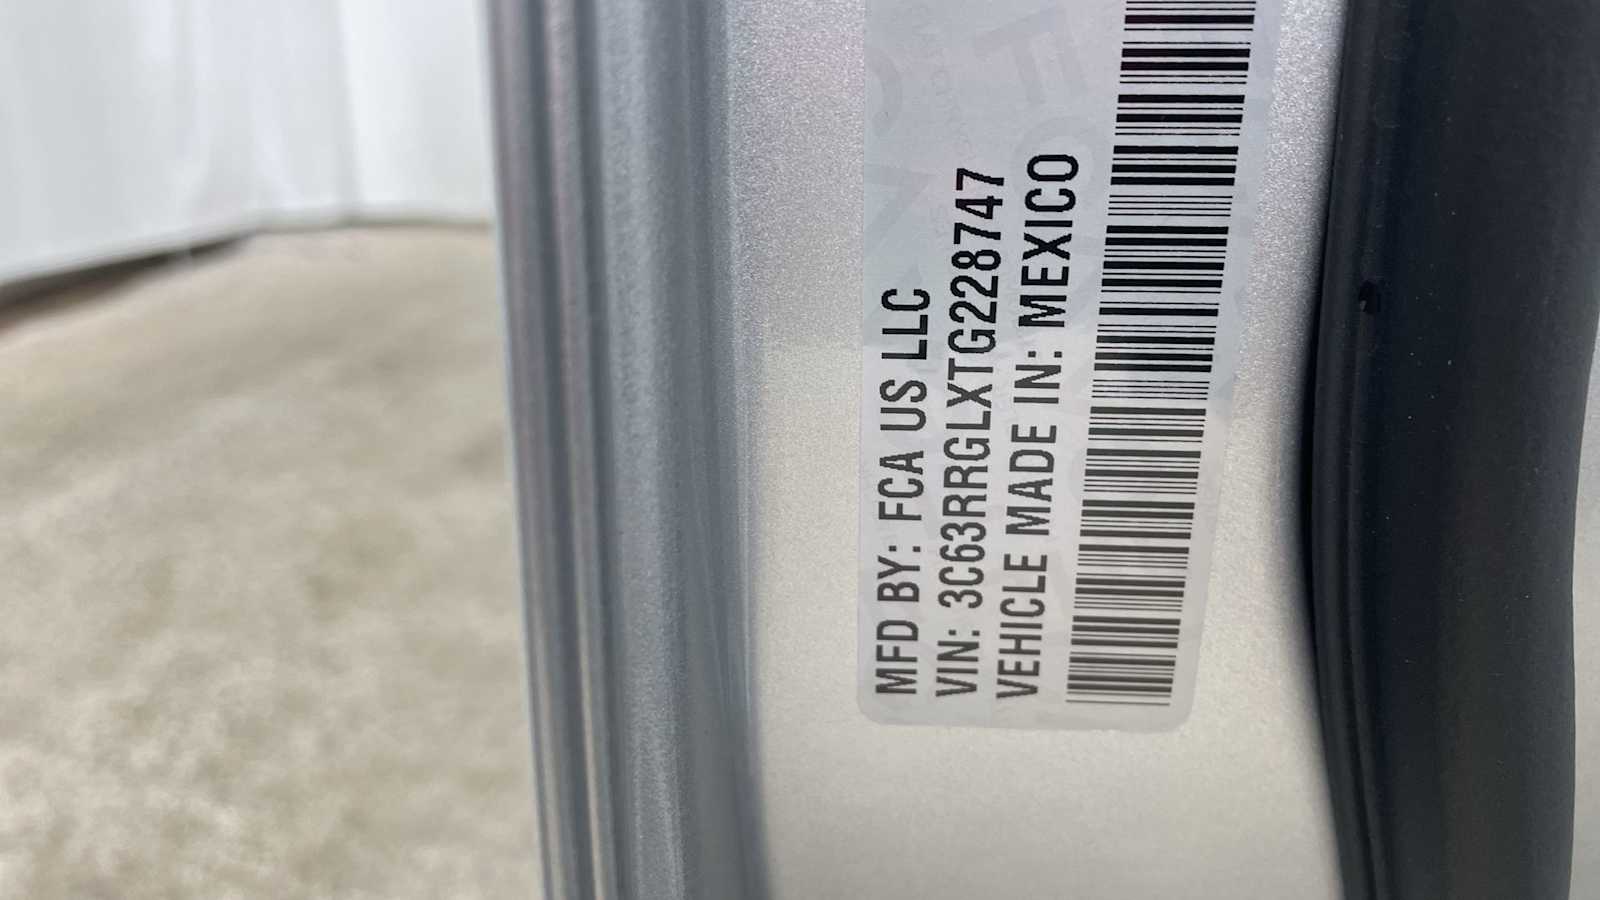 MFD BY: FCA US LLC
VIN: 3C63RRGLXTG228747
VEHICLE MADE IN: MEXICO